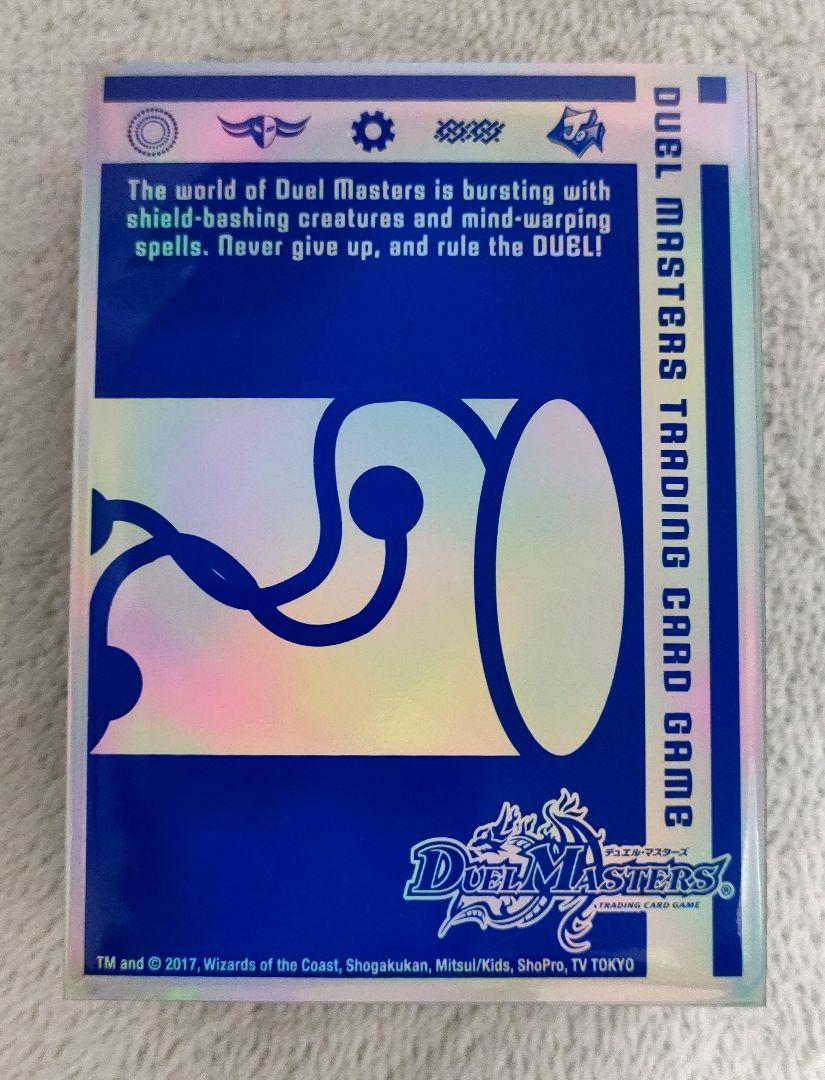 The world of Duel Masters is bursting with
shield-bashing creatures and mind-warping
spells. Never give up, and rule the DUEL!
DUEL MASTERS TRADING CARD GAME
デュエル・マスターズ
DUEL MASTERS®
TRADING CARD GAME
TM and © 2017, Wizards of the Coast, Shogakukan, Mitsui/Kids, ShoPro, TV TOKYO